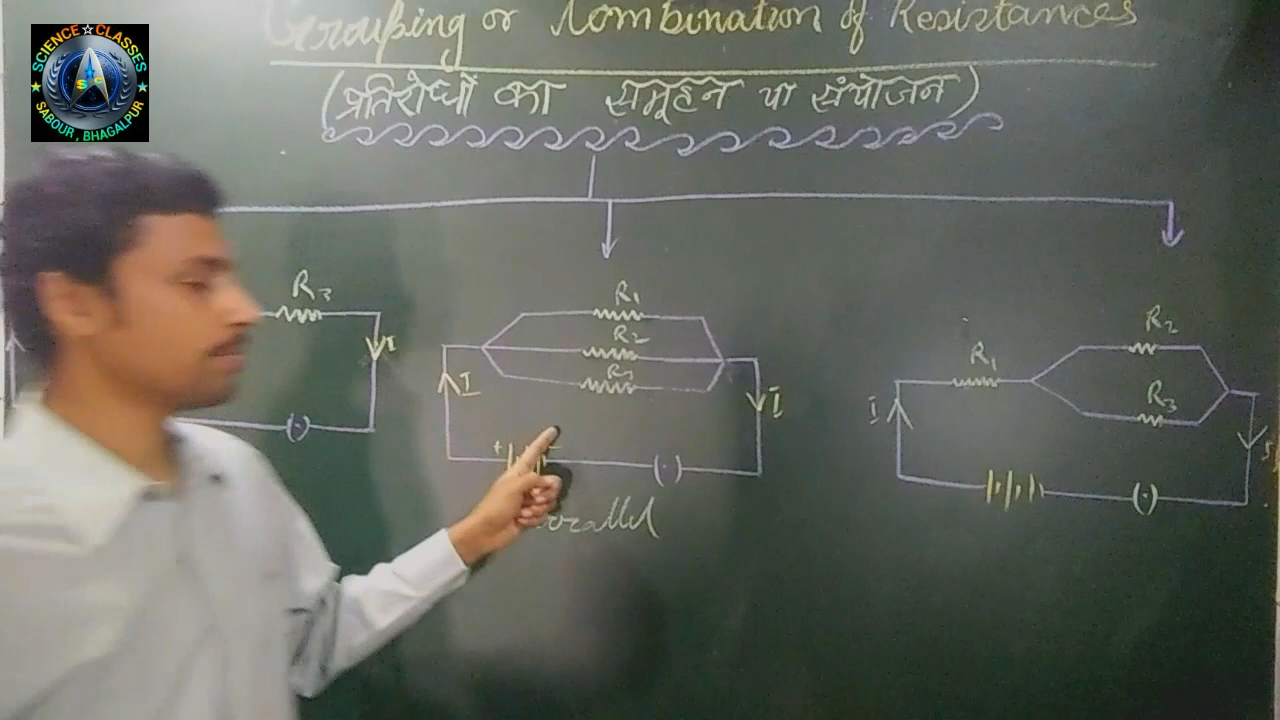 SCIENCE ☆ CLASSES
SABOUR, BHAGALPUR
Grouping or Combination of Resistances
(प्रतिरोधों का समूहन या संयोजन)
R3 I
R1
R2
R3
I I
+ -
R1 R2
R3
I